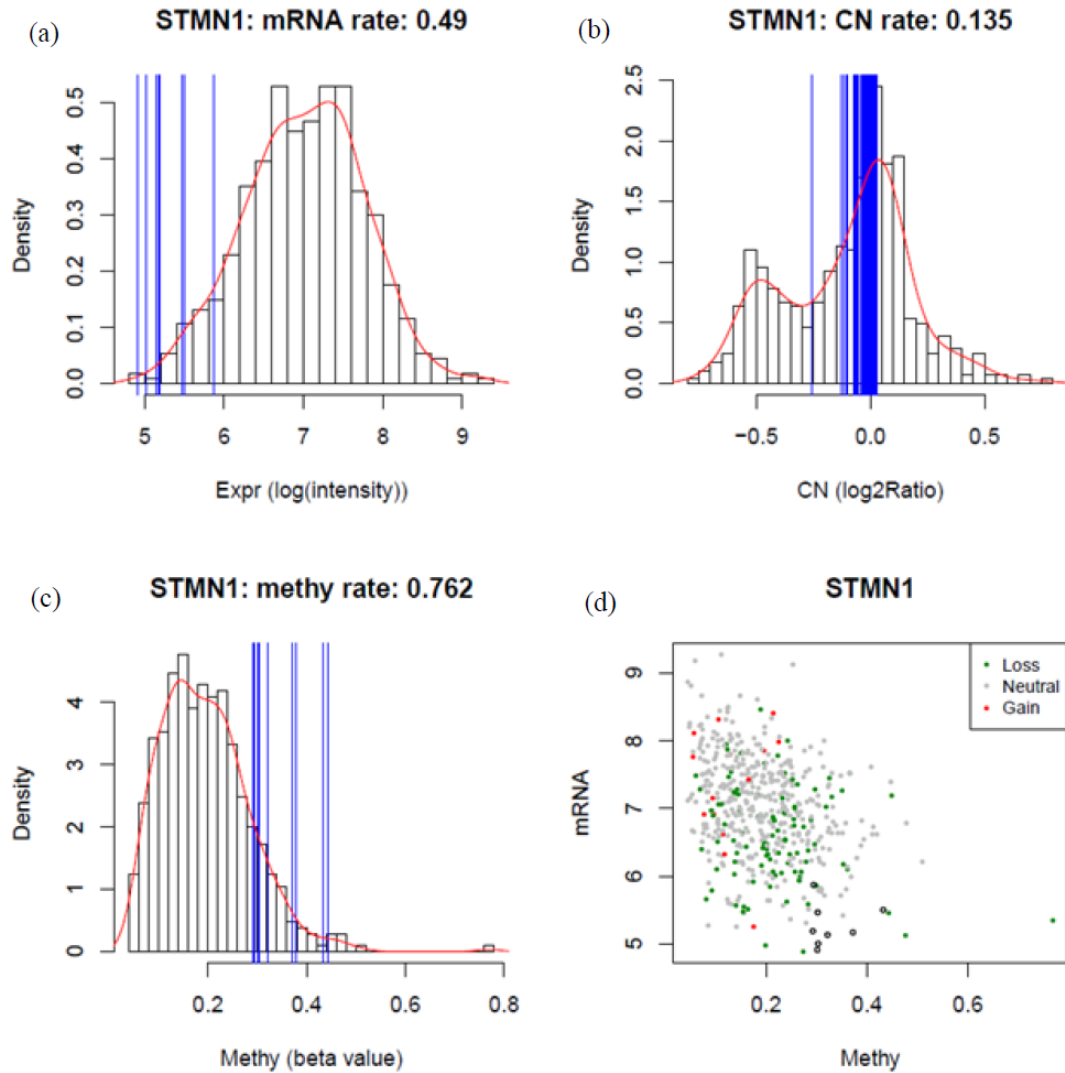 (a)
STMN1: mRNA rate: 0.49
0.5
0.4
0.3
0.2
0.1
0.0
Density
5 6 7 8 9
Expr (log(intensity))
(b)
STMN1: CN rate: 0.135
2.5
2.0
1.5
1.0
0.5
0.0
Density
−0.5 0.0 0.5
CN (log2Ratio)
(c)
STMN1: methy rate: 0.762
4
3
2
1
0
Density
0.2 0.4 0.6 0.8
Methy (beta value)
(d)
STMN1
Loss
Neutral
Gain
9
8
7
6
5
mRNA
0.2 0.4 0.6
Methy